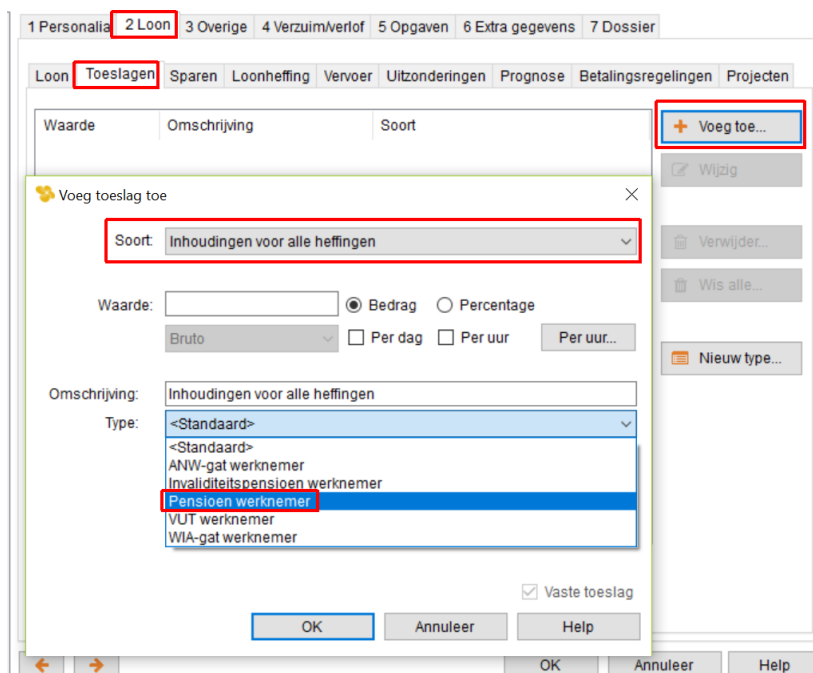 1 Personalia 2 Loon 3 Overige 4 Verzuim/verlof 5 Opgaven 6 Extra gegevens 7 Dossier
Loon Toeslagen Sparen Loonheffing Vervoer Uitzonderingen Prognose Betalingsregelingen Projecten
Waarde Omschrijving Soort
Voeg toe...
Wijzig
Verwijder...
Wis alle...
Nieuw type...
Voeg toeslag toe
Soort: Inhoudingen voor alle heffingen
Waarde: Bedrag Percentage
Bruto Per dag Per uur Per uur...
Omschrijving: Inhoudingen voor alle heffingen
Type: <Standaard>
<Standaard>
ANW-gat werknemer
Invaliditeitspensioen werknemer
Pensioen werknemer
VUT werknemer
WIA-gat werknemer
Vaste toeslag
OK Annuleer Help
OK Annuleer Help